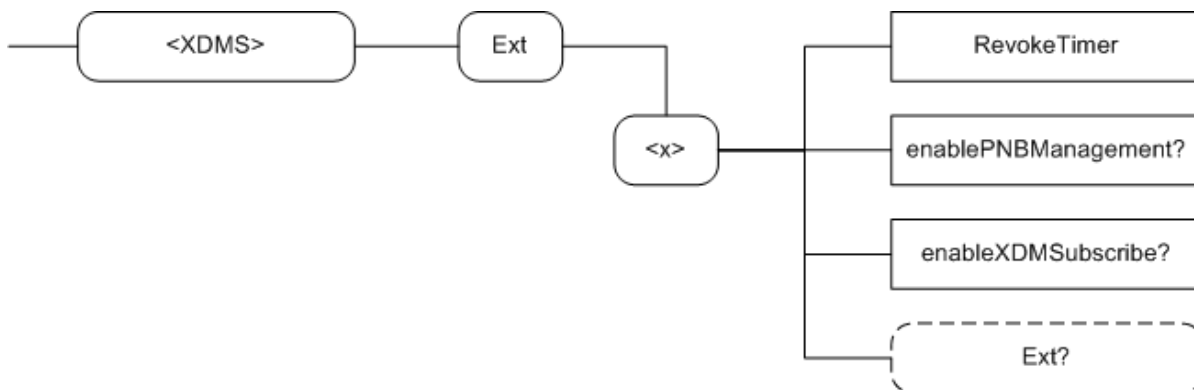 <XDMS>
Ext
RevokeTimer
<x>
enablePNBManagement?
enableXDMSubscribe?
Ext?